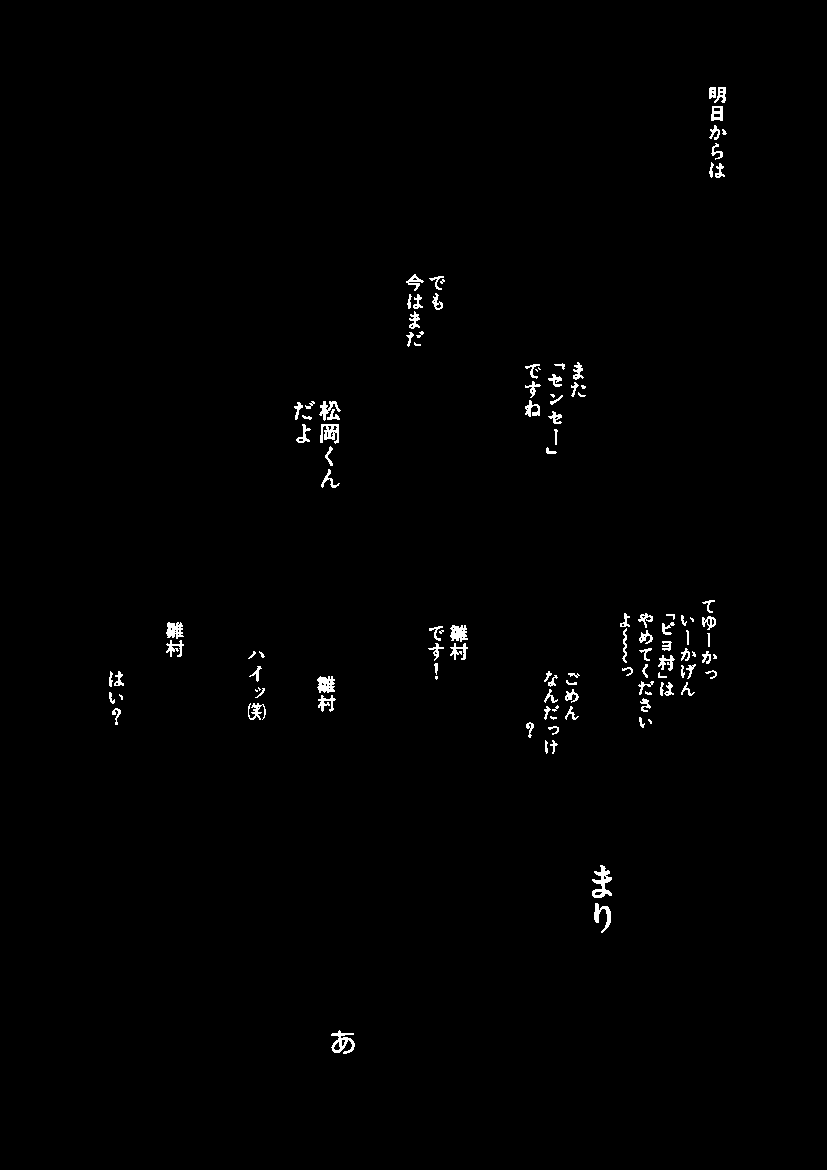 明日からは
また
「センセー」
ですね
でも
今はまだ
松岡くん
だよ
てゆーかっ
いーかげん
「ピヨ村」は
やめてください
よ～～～っ
ごめん
なんだっけ
？
雛村
です！
雛村
ハイッ㈻
雛村
はい？
まり
あ